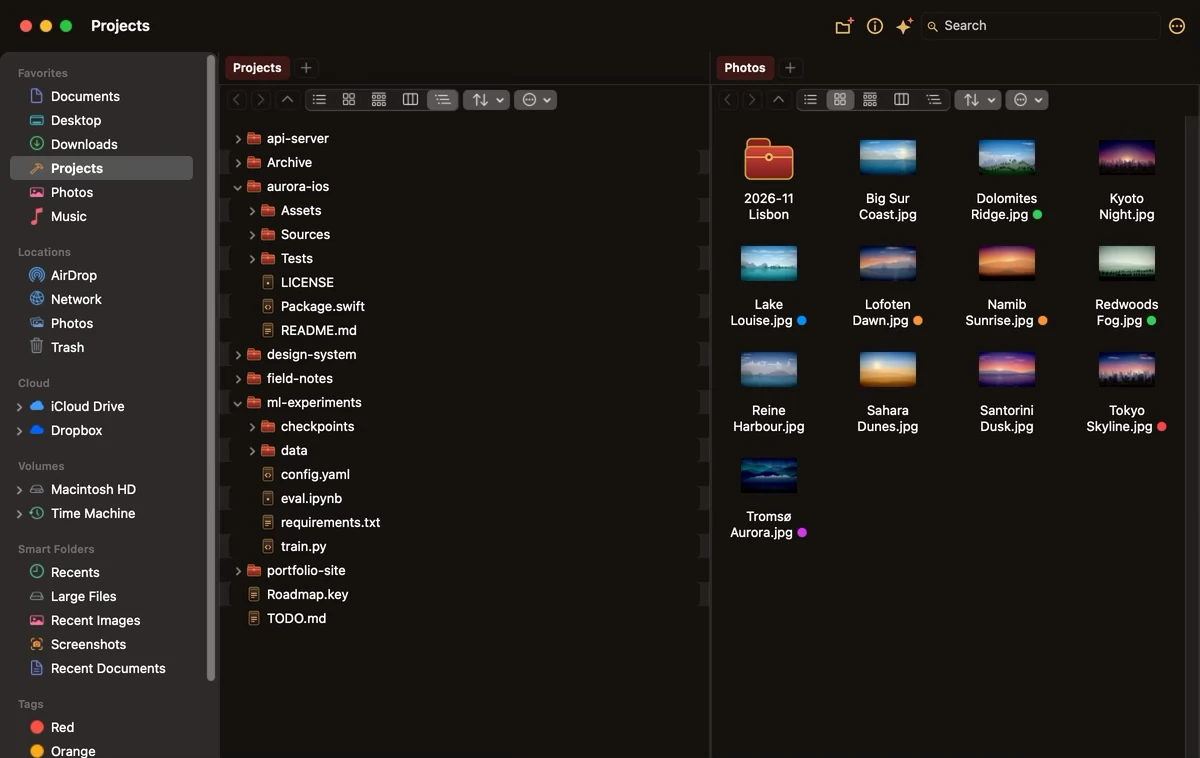 Projects
Search
Favorites
Documents
Desktop
Downloads
Projects
Photos
Music
Locations
AirDrop
Network
Photos
Trash
Cloud
iCloud Drive
Dropbox
Volumes
Macintosh HD
Time Machine
Smart Folders
Recents
Large Files
Recent Images
Screenshots
Recent Documents
Tags
Red
Orange
Projects
api-server
Archive
aurora-ios
Assets
Sources
Tests
LICENSE
Package.swift
README.md
design-system
field-notes
ml-experiments
checkpoints
data
config.yaml
eval.ipynb
requirements.txt
train.py
portfolio-site
Roadmap.key
TODO.md
Photos
2026-11
Lisbon
Big Sur
Coast.jpg
Dolomites
Ridge.jpg
Kyoto
Night.jpg
Lake
Louise.jpg
Lofoten
Dawn.jpg
Namib
Sunrise.jpg
Redwoods
Fog.jpg
Reine
Harbour.jpg
Sahara
Dunes.jpg
Santorini
Dusk.jpg
Tokyo
Skyline.jpg
Tromsø
Aurora.jpg